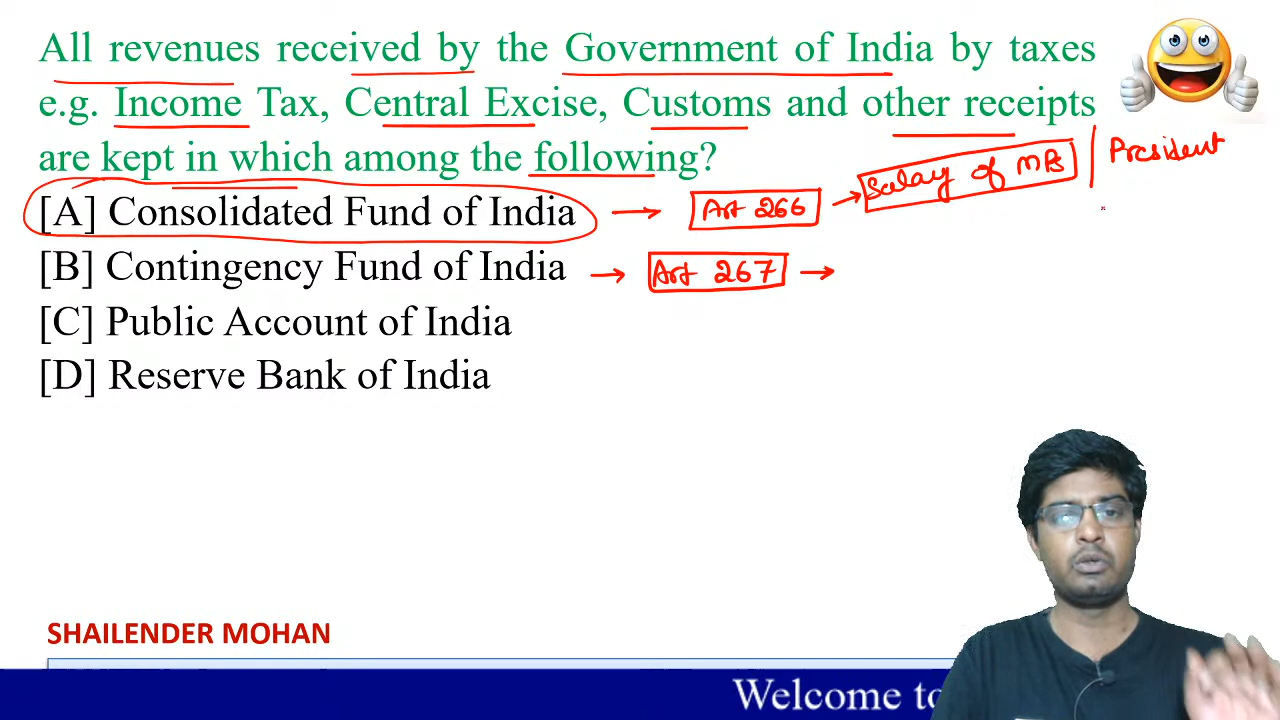 All revenues received by the Government of India by taxes
e.g. Income Tax, Central Excise, Customs and other receipts
are kept in which among the following?
Salary of MPs | President
[A] Consolidated Fund of India → Art 266 →
[B] Contingency Fund of India → Art 267 →
[C] Public Account of India
[D] Reserve Bank of India
SHAILENDER MOHAN
Welcome to